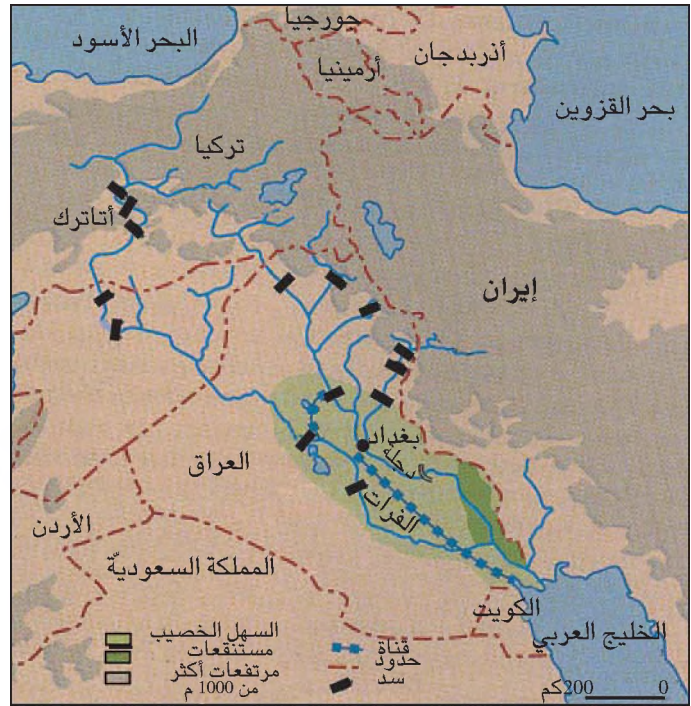 جورجيا
البحر الأسود
أذربدجان
أرمينيا
بحر القزوين
تركيا
أتاترك
إيران
بغداد
دجلة
العراق
الفرات
الأردن
المملكة السعوديّة
الكويت
الخليج العربي
السهل الخصيب
مستنقعات
مرتفعات أكثر
من 1000 م
قناة
حدود
سد
200كم 0